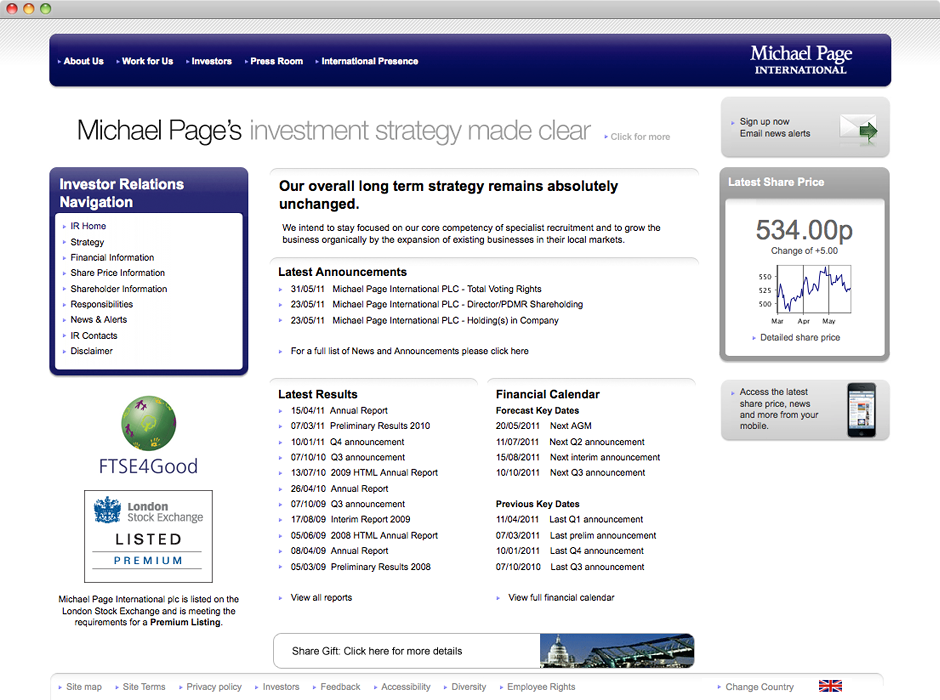 About Us
Work for Us
Investors
Press Room
International Presence
Michael Page
INTERNATIONAL
Michael Page's investment strategy made clear
Click for more
Sign up now
Email news alerts
Investor Relations
Navigation
IR Home
Strategy
Financial Information
Share Price Information
Shareholder Information
Responsibilities
News & Alerts
IR Contacts
Disclaimer
FTSE4Good
London
Stock Exchange
LISTED
PREMIUM
Michael Page International plc is listed on the
London Stock Exchange and is meeting the
requirements for a Premium Listing.
Our overall long term strategy remains absolutely
unchanged.
We intend to stay focused on our core competency of specialist recruitment and to grow the
business organically by the expansion of existing businesses in their local markets.
Latest Announcements
31/05/11 Michael Page International PLC - Total Voting Rights
23/05/11 Michael Page International PLC - Director/PDMR Shareholding
23/05/11 Michael Page International PLC - Holding(s) in Company
For a full list of News and Announcements please click here
Latest Results
15/04/11 Annual Report
07/03/11 Preliminary Results 2010
10/01/11 Q4 announcement
07/10/10 Q3 announcement
13/07/10 2009 HTML Annual Report
26/04/10 Annual Report
07/10/09 Q3 announcement
17/08/09 Interim Report 2009
05/06/09 2008 HTML Annual Report
08/04/09 Annual Report
05/03/09 Preliminary Results 2008
View all reports
Financial Calendar
Forecast Key Dates
20/05/2011 Next AGM
11/07/2011 Next Q2 announcement
15/08/2011 Next interim announcement
10/10/2011 Next Q3 announcement
Previous Key Dates
11/04/2011 Last Q1 announcement
07/03/2011 Last prelim announcement
10/01/2011 Last Q4 announcement
07/10/2010 Last Q3 announcement
View full financial calendar
Share Gift: Click here for more details
Latest Share Price
534.00p
Change of +5.00
550
525
500
Mar Apr May
Detailed share price
Access the latest
share price, news
and more from your
mobile.
Site map
Site Terms
Privacy policy
Investors
Feedback
Accessibility
Diversity
Employee Rights
Change Country